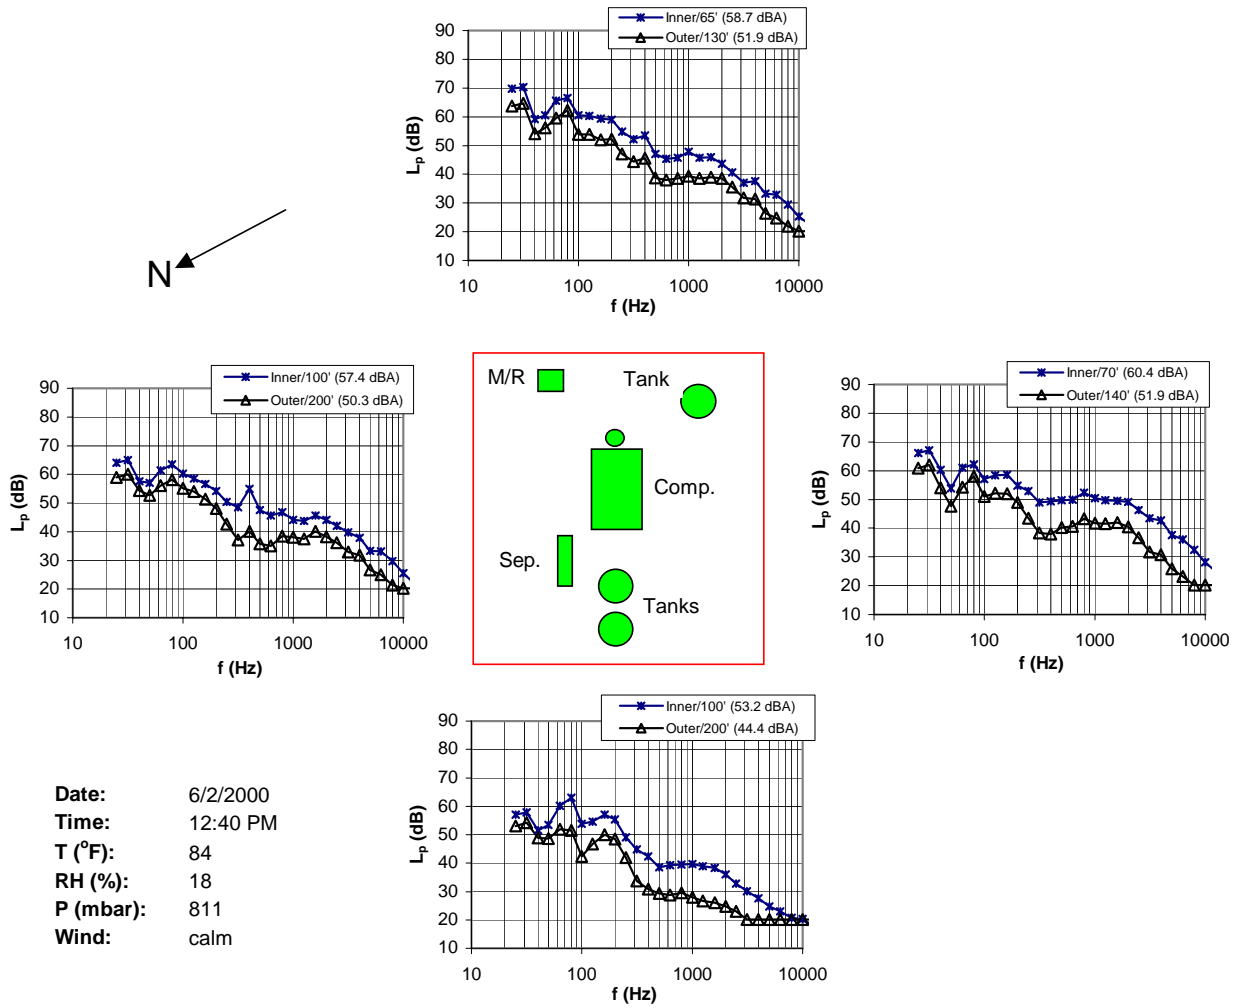 Inner/65' (58.7 dBA)
Outer/130' (51.9 dBA)
90
80
70
60
50
40
30
20
10
Lp (dB)
10 100 1000 10000
f (Hz)
N
Inner/100' (57.4 dBA)
Outer/200' (50.3 dBA)
90
80
70
60
50
40
30
20
10
Lp (dB)
10 100 1000 10000
f (Hz)
M/R
Tank
Comp.
Sep.
Tanks
Inner/70' (60.4 dBA)
Outer/140' (51.9 dBA)
90
80
70
60
50
40
30
20
10
Lp (dB)
10 100 1000 10000
f (Hz)
Inner/100' (53.2 dBA)
Outer/200' (44.4 dBA)
90
80
70
60
50
40
30
20
10
Lp (dB)
10 100 1000 10000
f (Hz)
Date: 6/2/2000
Time: 12:40 PM
T (°F): 84
RH (%): 18
P (mbar): 811
Wind: calm